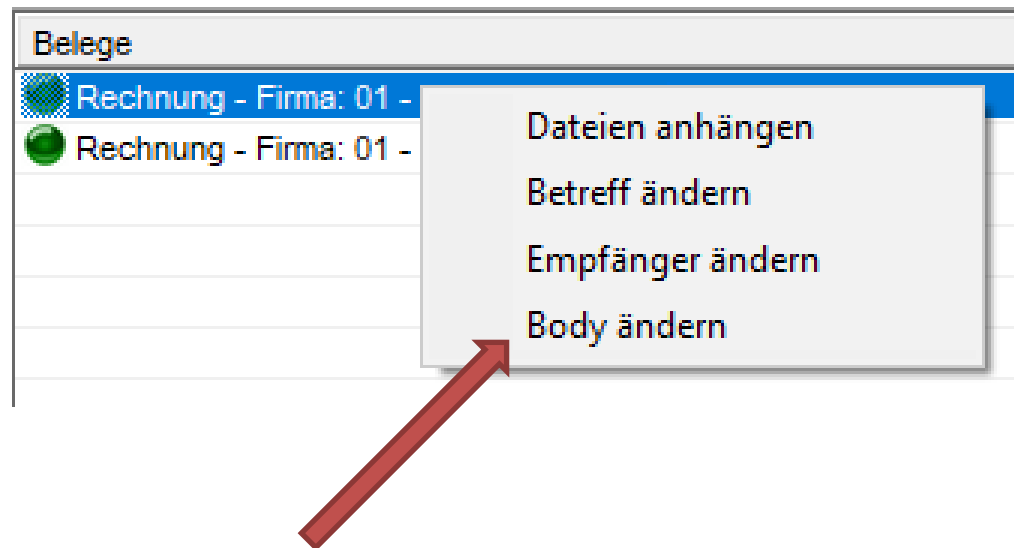 Belege
Rechnung - Firma: 01 -
Rechnung - Firma: 01 -
Dateien anhängen
Betreff ändern
Empfänger ändern
Body ändern